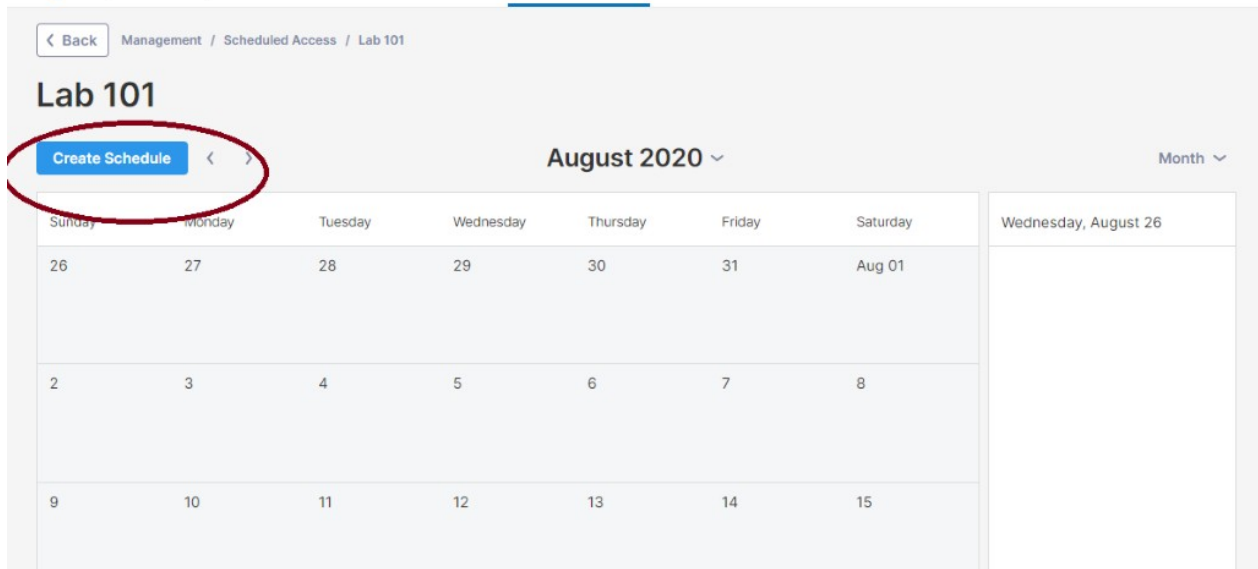 Back Management / Scheduled Access / Lab 101
Lab 101
Create Schedule August 2020 Month
Sunday Monday Tuesday Wednesday Thursday Friday Saturday Wednesday, August 26
26 27 28 29 30 31 Aug 01
2 3 4 5 6 7 8
9 10 11 12 13 14 15